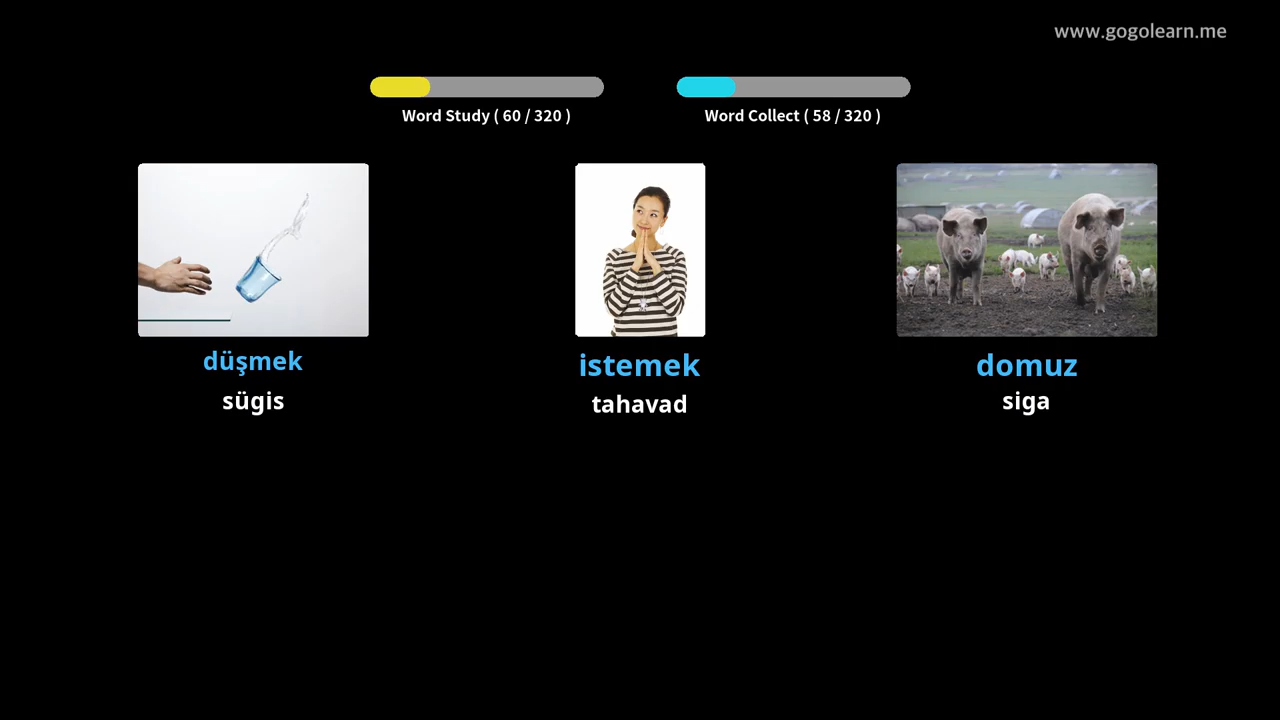 www.gogolearn.me
Word Study ( 60 / 320 )
Word Collect ( 58 / 320 )
düşmek
istemek
domuz
sügis
tahavad
siga